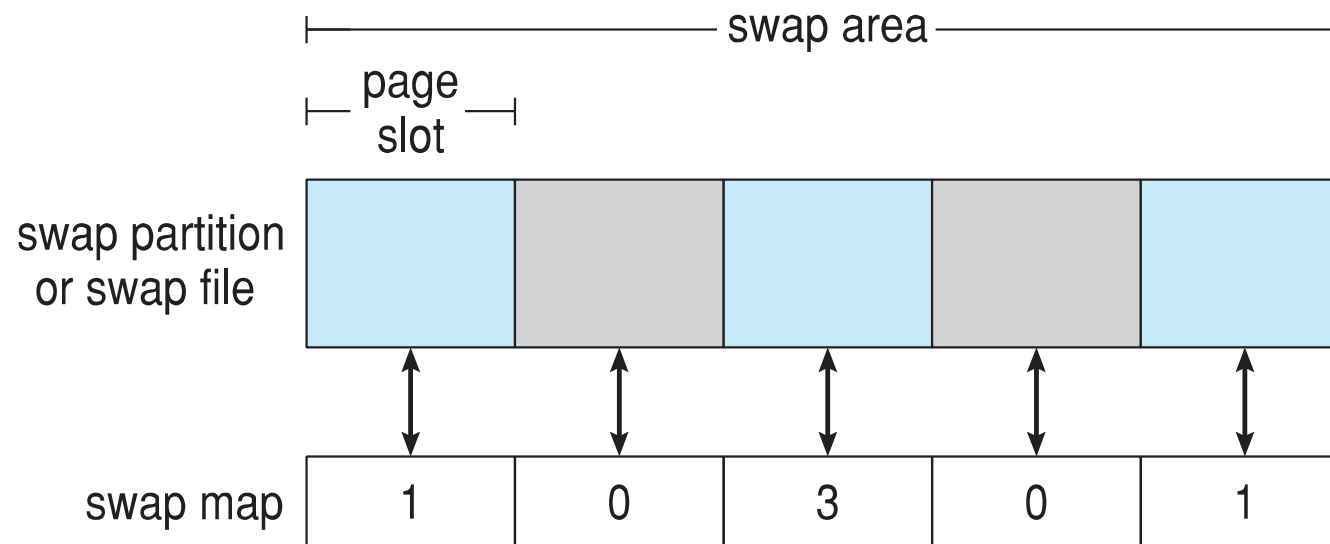 swap area
page
slot
swap partition
or swap file
swap map 1 0 3 0 1